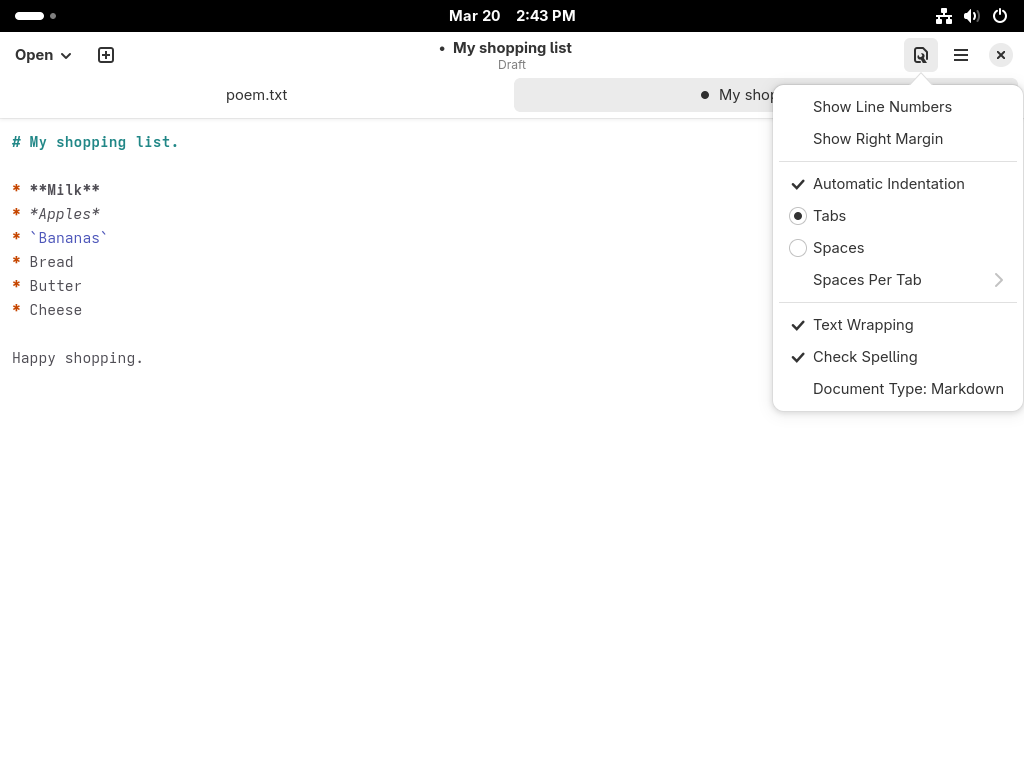 Mar 20 2:43 PM
Open
• My shopping list
Draft
poem.txt
• My shop
# My shopping list.
* **Milk**
* *Apples*
* `Bananas`
* Bread
* Butter
* Cheese
Happy shopping.
Show Line Numbers
Show Right Margin
Automatic Indentation
Tabs
Spaces
Spaces Per Tab
Text Wrapping
Check Spelling
Document Type: Markdown